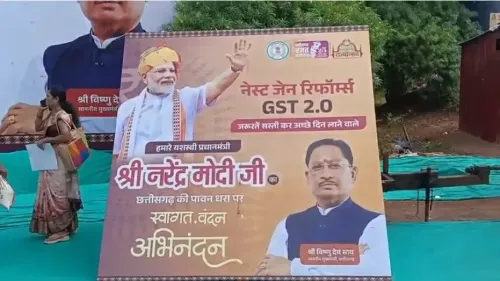 श्री विष्णु देव
नेस्ट जेन रिफॉर्म्स
GST 2.0
जरूरतें सस्ती कर अच्छे दिन लाने वाले
हमारे यशस्वी प्रधानमंत्री
श्री नरेंद्र मोदी जी का
छत्तीसगढ़ की पावन धरा पर
स्वागत, वंदन
अभिनंदन
श्री विष्णु देव साय